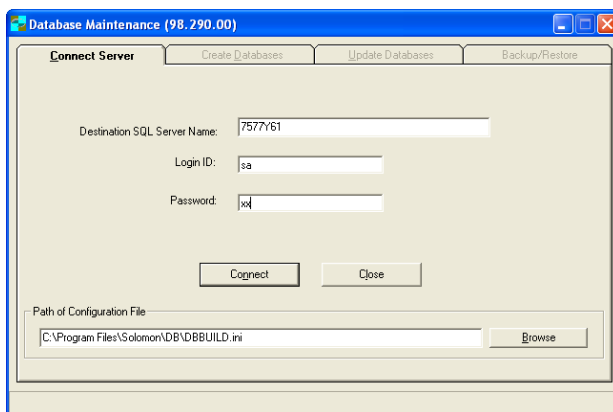 Database Maintenance (98.290.00)
Connect Server Create Databases Update Databases Backup/Restore
Destination SQL Server Name: 7577Y61
Login ID: sa
Password: xx
Connect Close
Path of Configuration File
C:\Program Files\Solomon\DB\DBBUILD.ini Browse